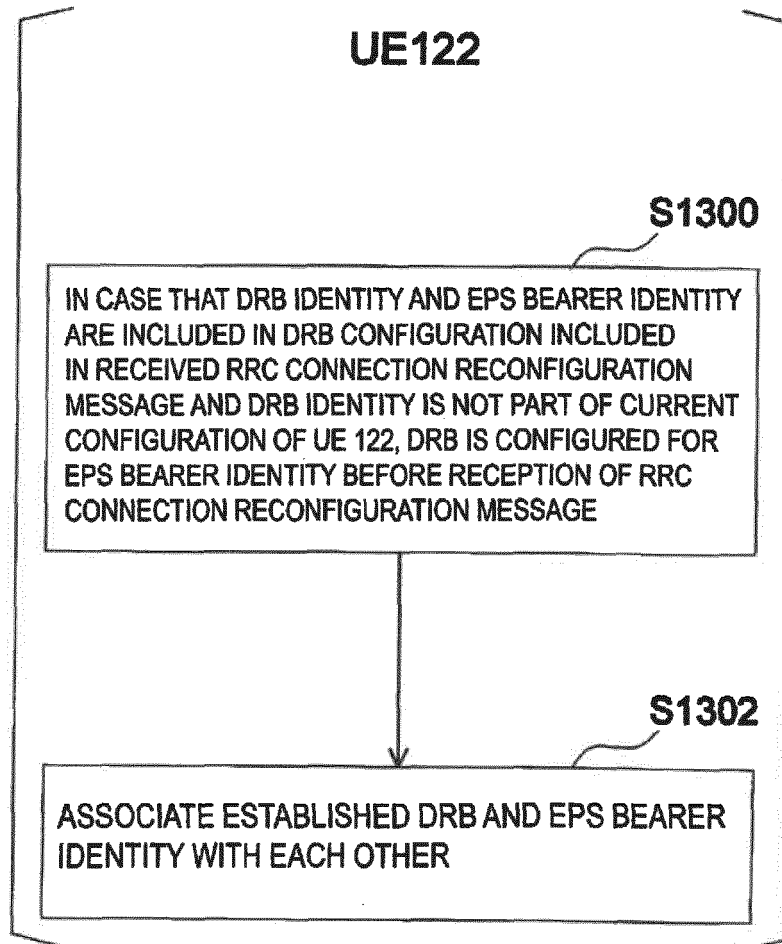 UE122
S1300
IN CASE THAT DRB IDENTITY AND EPS BEARER IDENTITY
ARE INCLUDED IN DRB CONFIGURATION INCLUDED
IN RECEIVED RRC CONNECTION RECONFIGURATION
MESSAGE AND DRB IDENTITY IS NOT PART OF CURRENT
CONFIGURATION OF UE 122, DRB IS CONFIGURED FOR
EPS BEARER IDENTITY BEFORE RECEPTION OF RRC
CONNECTION RECONFIGURATION MESSAGE
S1302
ASSOCIATE ESTABLISHED DRB AND EPS BEARER
IDENTITY WITH EACH OTHER